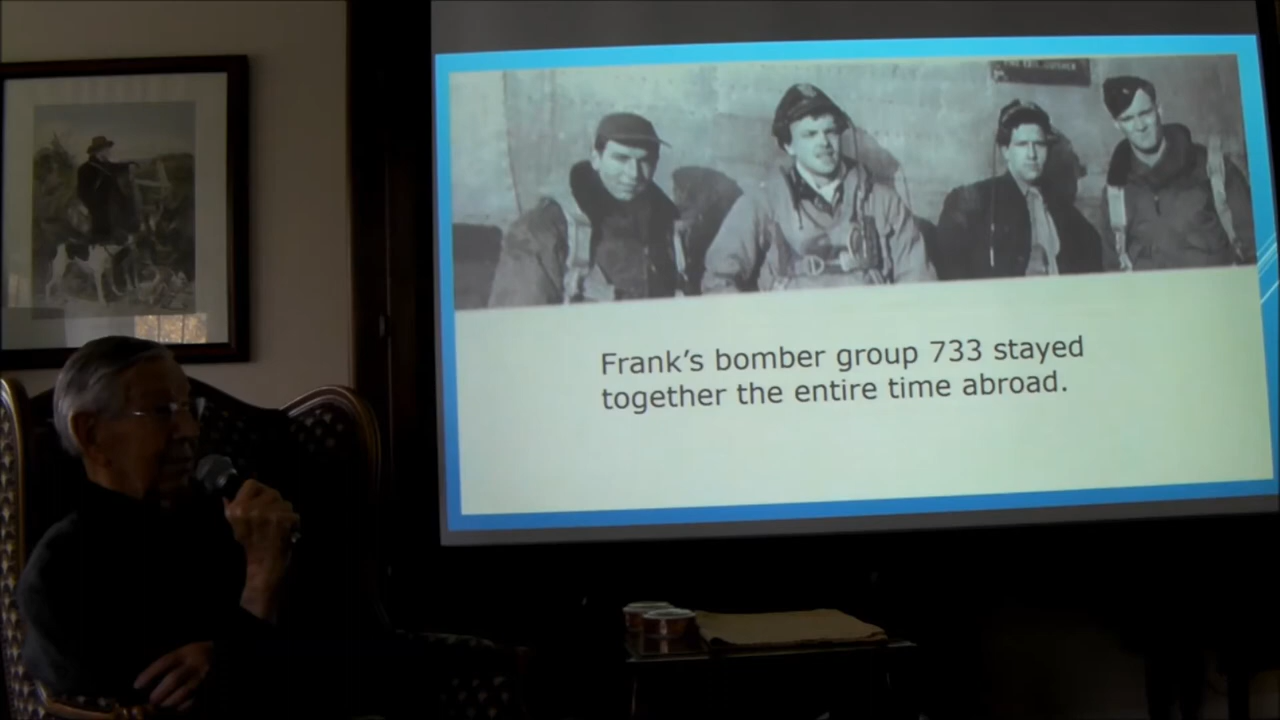 Frank’s bomber group 733 stayed
together the entire time abroad.